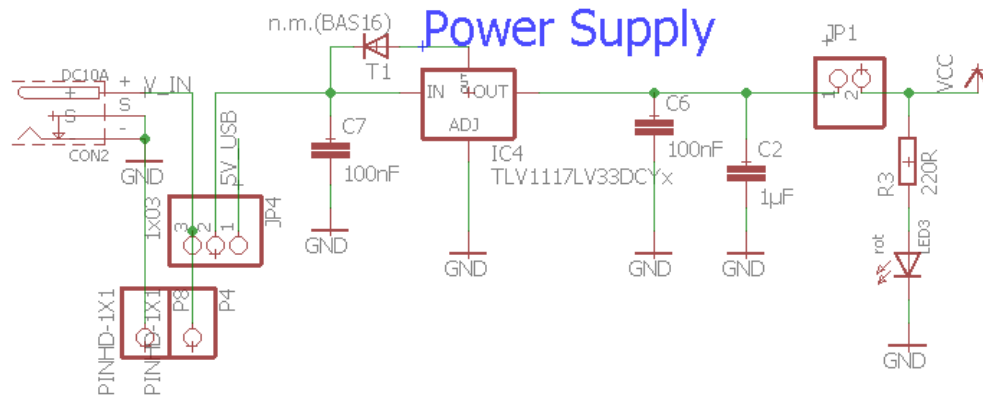 Power Supply
n.m.(BAS16)
T1
DC10A
+
V_IN
S
S
-
CON2
GND
5V_USB
C7
100nF
GND
IN
OUT
ADJ
IC4
TLV1117LV33DCYx
GND
C6
100nF
GND
C2
1µF
GND
JP1
1
2
VCC
R3
220R
rot
LED3
GND
1x03
3
2
1
JP4
PINHD-1X1
PINHD-1X1
P8
P4